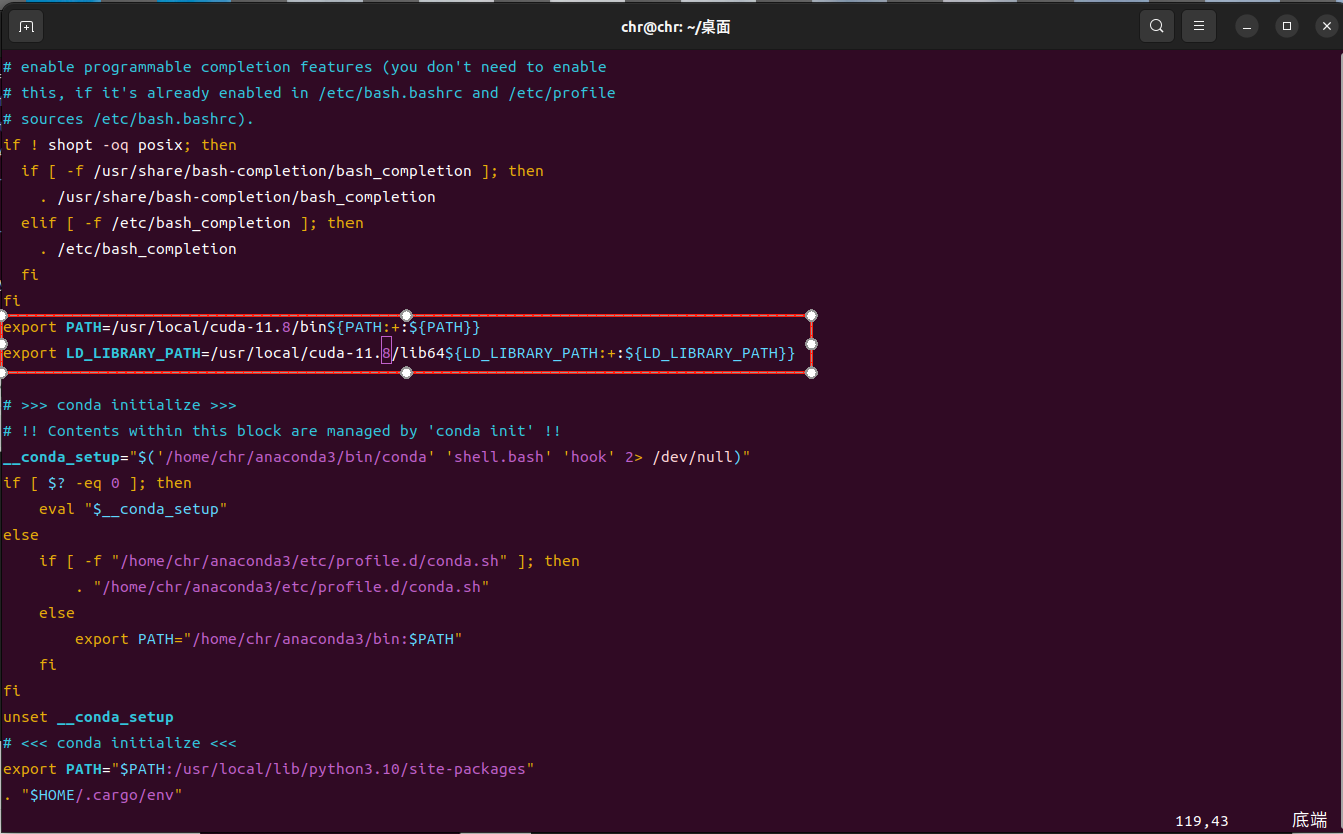 chr@chr: ~/桌面
# enable programmable completion features (you don't need to enable
# this, if it's already enabled in /etc/bash.bashrc and /etc/profile
# sources /etc/bash.bashrc).
if ! shopt -oq posix; then
  if [ -f /usr/share/bash-completion/bash_completion ]; then
    . /usr/share/bash-completion/bash_completion
  elif [ -f /etc/bash_completion ]; then
    . /etc/bash_completion
  fi
fi
export PATH=/usr/local/cuda-11.8/bin${PATH:+:${PATH}}
export LD_LIBRARY_PATH=/usr/local/cuda-11.8/lib64${LD_LIBRARY_PATH:+:${LD_LIBRARY_PATH}}
# >>> conda initialize >>>
# !! Contents within this block are managed by 'conda init' !!
__conda_setup="$('/home/chr/anaconda3/bin/conda' 'shell.bash' 'hook' 2> /dev/null)"
if [ $? -eq 0 ]; then
    eval "$__conda_setup"
else
    if [ -f "/home/chr/anaconda3/etc/profile.d/conda.sh" ]; then
        . "/home/chr/anaconda3/etc/profile.d/conda.sh"
    else
        export PATH="/home/chr/anaconda3/bin:$PATH"
    fi
fi
unset __conda_setup
# <<< conda initialize <<<
export PATH="$PATH:/usr/local/lib/python3.10/site-packages"
. "$HOME/.cargo/env"
119,43 底端